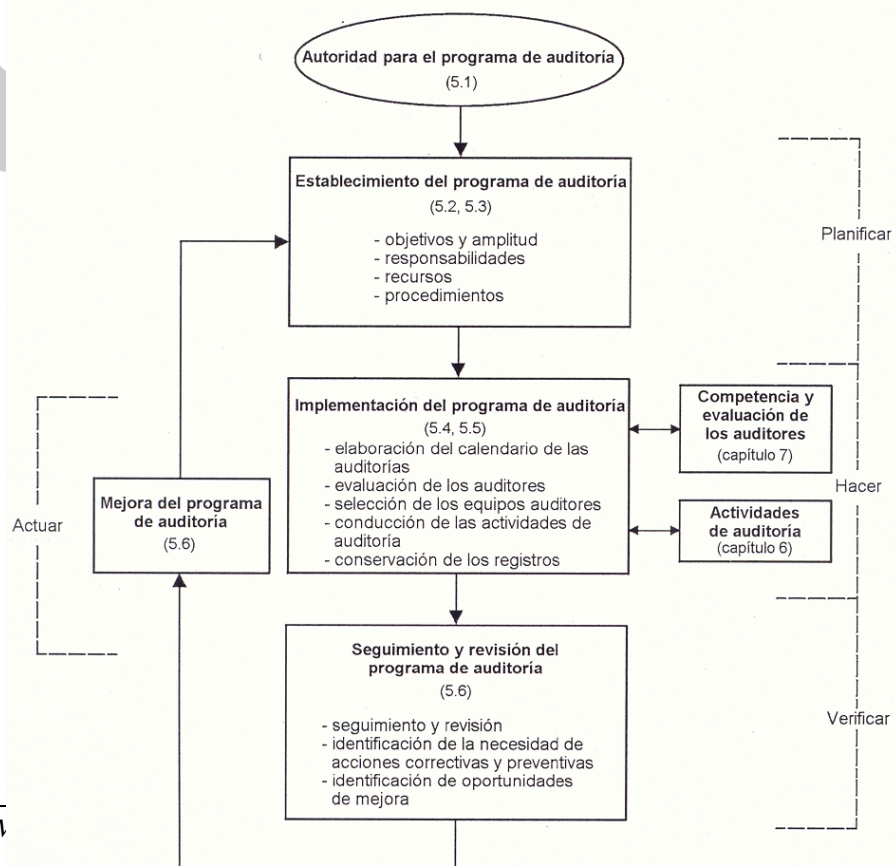 Autoridad para el programa de auditoría
(5.1)
Establecimiento del programa de auditoría
(5.2, 5.3)
- objetivos y amplitud
- responsabilidades
- recursos
- procedimientos
Planificar
Implementación del programa de auditoría
(5.4, 5.5)
- elaboración del calendario de las
auditorías
- evaluación de los auditores
- selección de los equipos auditores
- conducción de las actividades de
auditoría
- conservación de los registros
Competencia y
evaluación de
los auditores
(capítulo 7)
Actividades
de auditoría
(capítulo 6)
Hacer
Mejora del programa
de auditoría
(5.6)
Actuar
Seguimiento y revisión del
programa de auditoría
(5.6)
- seguimiento y revisión
- identificación de la necesidad de
acciones correctivas y preventivas
- identificación de oportunidades
de mejora
Verificar